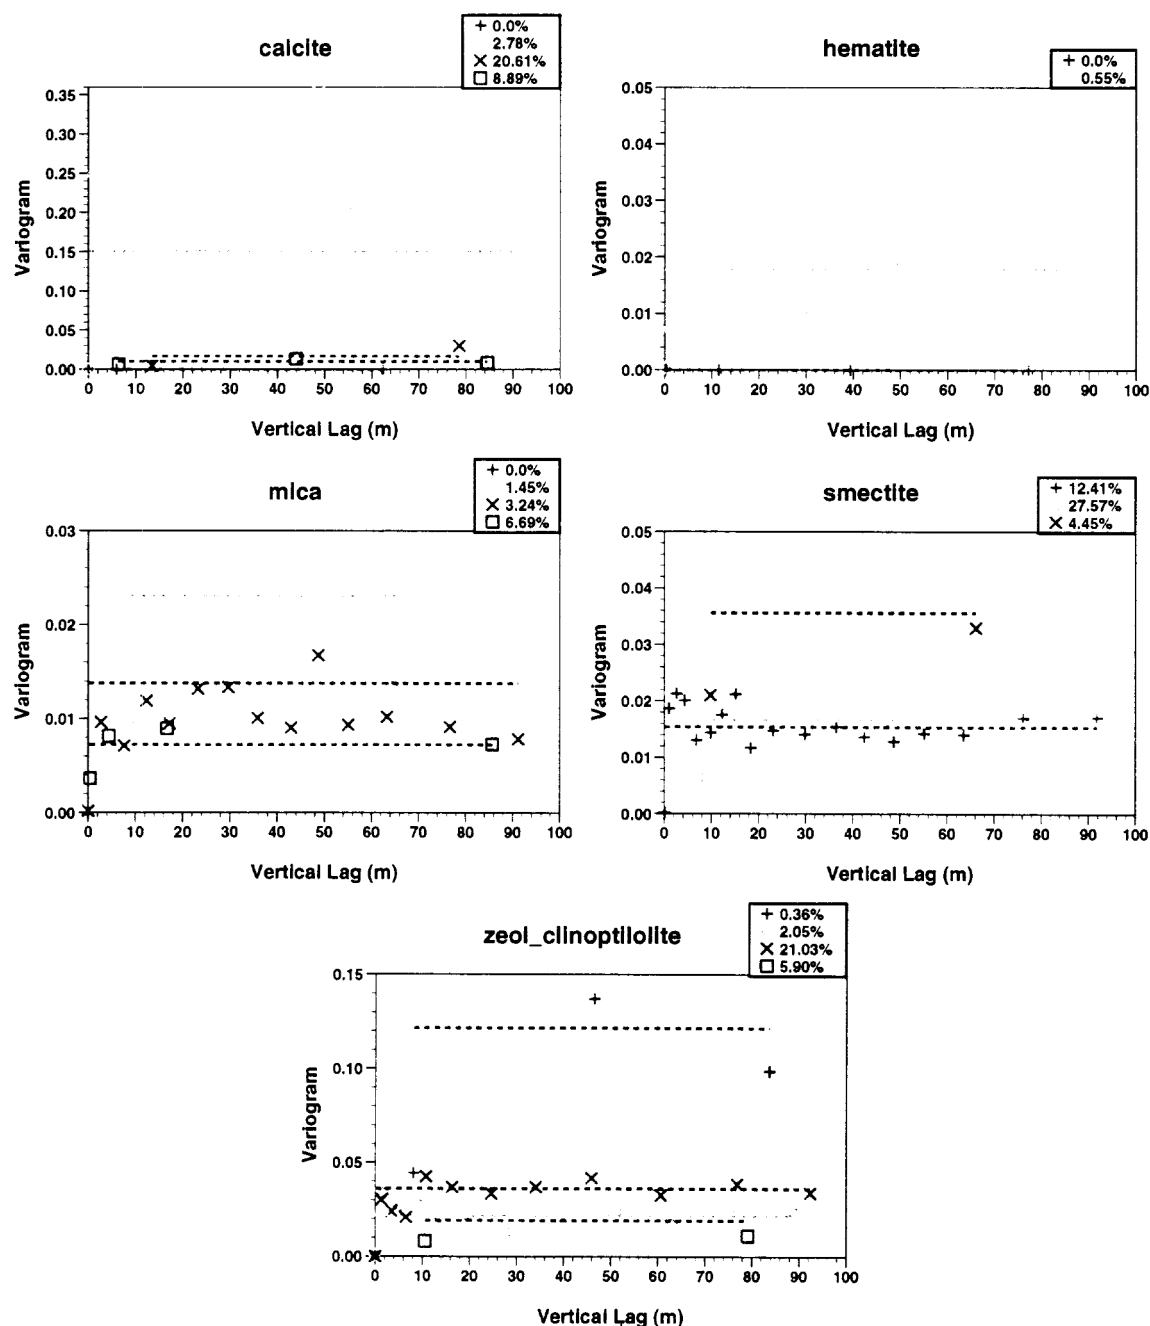 calcite
+ 0.0%
2.78%
× 20.61%
□ 8.89%
Variogram
0.35
0.30
0.25
0.20
0.15
0.10
0.05
0.00
0 10 20 30 40 50 60 70 80 90 100
Vertical Lag (m)
hematite
+ 0.0%
0.55%
Variogram
0.05
0.04
0.03
0.02
0.01
0.00
0 10 20 30 40 50 60 70 80 90 100
Vertical Lag (m)
mica
+ 0.0%
1.45%
× 3.24%
□ 6.69%
Variogram
0.03
0.02
0.01
0.00
0 10 20 30 40 50 60 70 80 90 100
Vertical Lag (m)
smectite
+ 12.41%
27.57%
× 4.45%
Variogram
0.05
0.04
0.03
0.02
0.01
0.00
0 10 20 30 40 50 60 70 80 90 100
Vertical Lag (m)
zeol_clinoptilolite
+ 0.36%
2.05%
× 21.03%
□ 5.90%
Variogram
0.15
0.10
0.05
0.00
0 10 20 30 40 50 60 70 80 90 100
Vertical Lag (m)